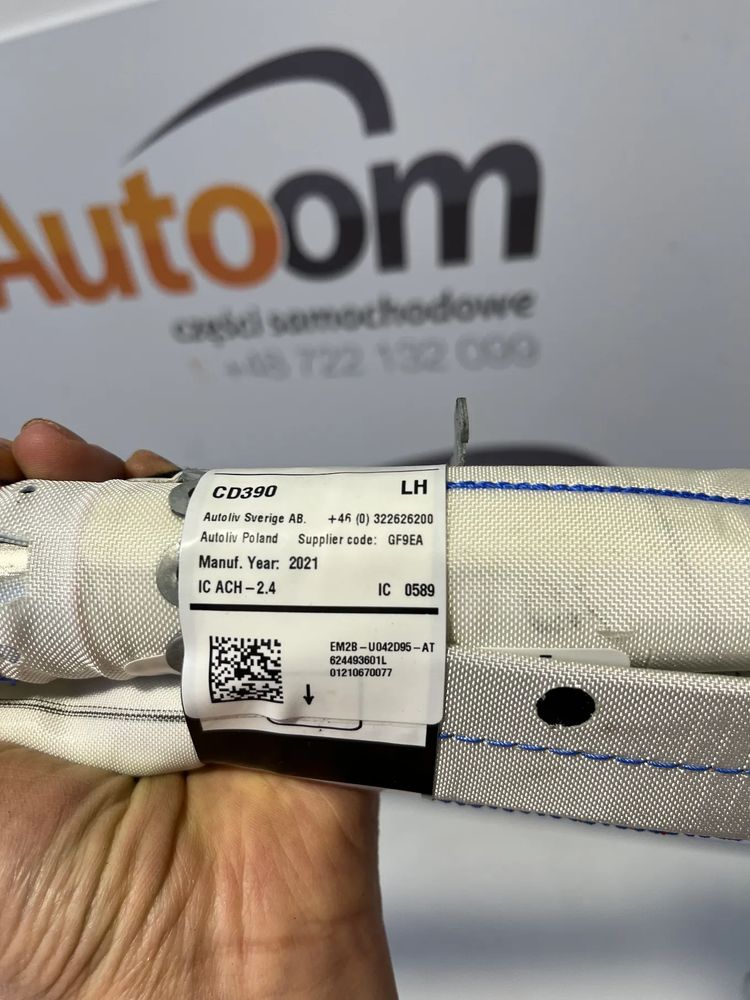 Autoom
części samochodowe
+48 722 132 099
CD390 LH
Autoliv Sverige AB. +46 (0) 322626200
Autoliv Poland Supplier code: GF9EA
Manuf. Year: 2021
IC ACH-2.4 IC 0589
EM2B-U042D95-AT
624493601L
01210670077